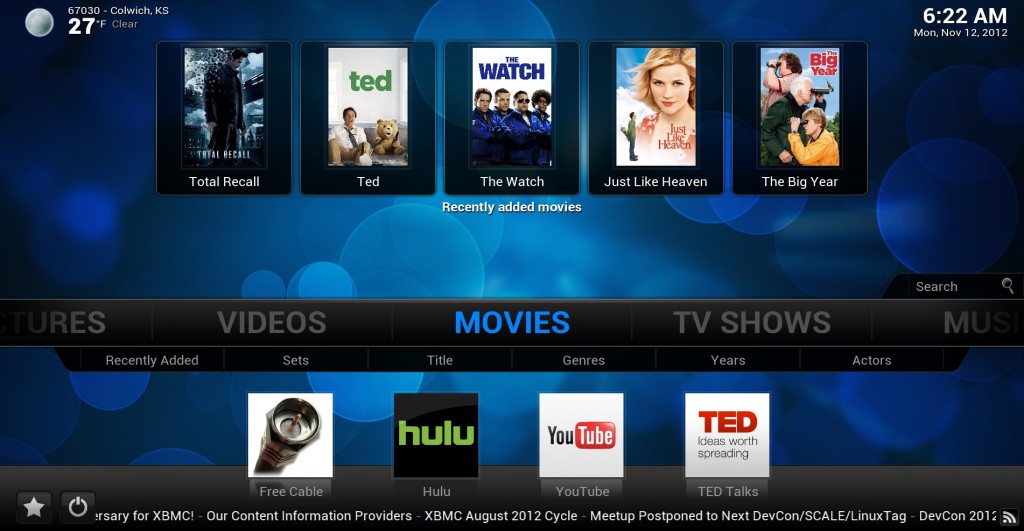 67030 - Colwich, KS
27°F Clear
6:22 AM
Mon, Nov 12, 2012
TOTAL RECALL
ted
THE WATCH
Just Like Heaven
The Big Year
Total Recall
Ted
The Watch
Just Like Heaven
The Big Year
Recently added movies
Search
CTURES
VIDEOS
MOVIES
TV SHOWS
MUSI
Recently Added
Sets
Title
Genres
Years
Actors
hulu
YouTube
TED
Ideas worth
spreading
Free Cable
Hulu
YouTube
TED Talks
ersary for XBMC! - Our Content Information Providers - XBMC August 2012 Cycle - Meetup Postponed to Next DevCon/SCALE/LinuxTag - DevCon 2012